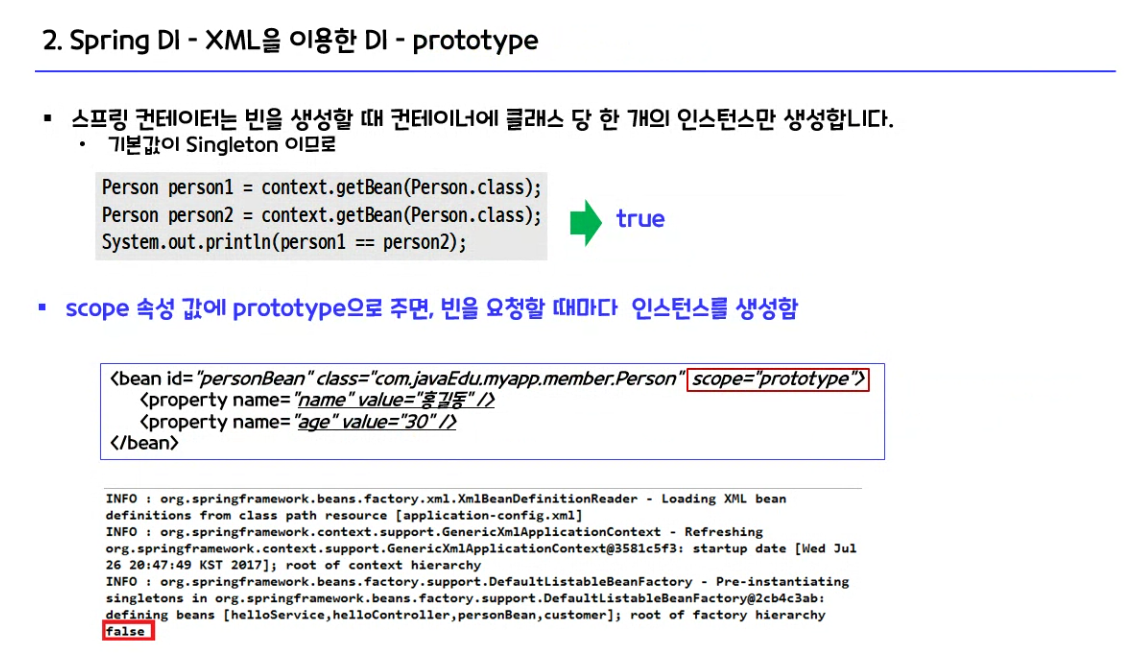 2. Spring DI - XML을 이용한 DI - prototype
▪ 스프링 컨테이터는 빈을 생성할 때 컨테이너에 클래스 당 한 개의 인스턴스만 생성합니다.
• 기본값이 Singleton 이므로
Person person1 = context.getBean(Person.class);
Person person2 = context.getBean(Person.class);
System.out.println(person1 == person2);
true
▪ scope 속성 값에 prototype으로 주면, 빈을 요청할 때마다 인스턴스를 생성함
<bean id="personBean" class="com.javaEdu.myapp.member.Person" scope="prototype">
<property name="name" value="홍길동" />
<property name="age" value="30" />
</bean>
INFO : org.springframework.beans.factory.xml.XmlBeanDefinitionReader - Loading XML bean
definitions from class path resource [application-config.xml]
INFO : org.springframework.context.support.GenericXmlApplicationContext - Refreshing
org.springframework.context.support.GenericXmlApplicationContext@3581c5f3: startup date [Wed Jul
26 20:47:49 KST 2017]; root of context hierarchy
INFO : org.springframework.beans.factory.support.DefaultListableBeanFactory - Pre-instantiating
singletons in org.springframework.beans.factory.support.DefaultListableBeanFactory@2cb4c3ab:
defining beans [helloService,helloController,personBean,customer]; root of factory hierarchy
false